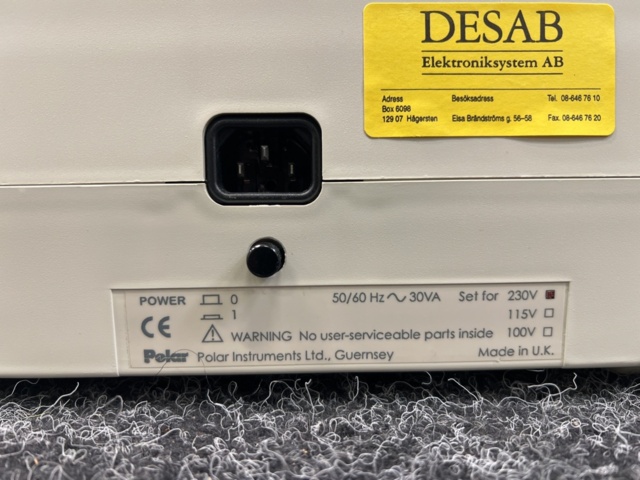 DESAB
Elektroniksystem AB
Adress Besöksadress Tel. 08-646 76 10
Box 6098
129 07 Hägersten Elsa Brändströms g. 56-58 Fax. 08-646 76 20
POWER 0 50/60 Hz 30VA Set for 230V
1 115V
CE WARNING No user-serviceable parts inside 100V
Polar Polar Instruments Ltd., Guernsey Made in U.K.